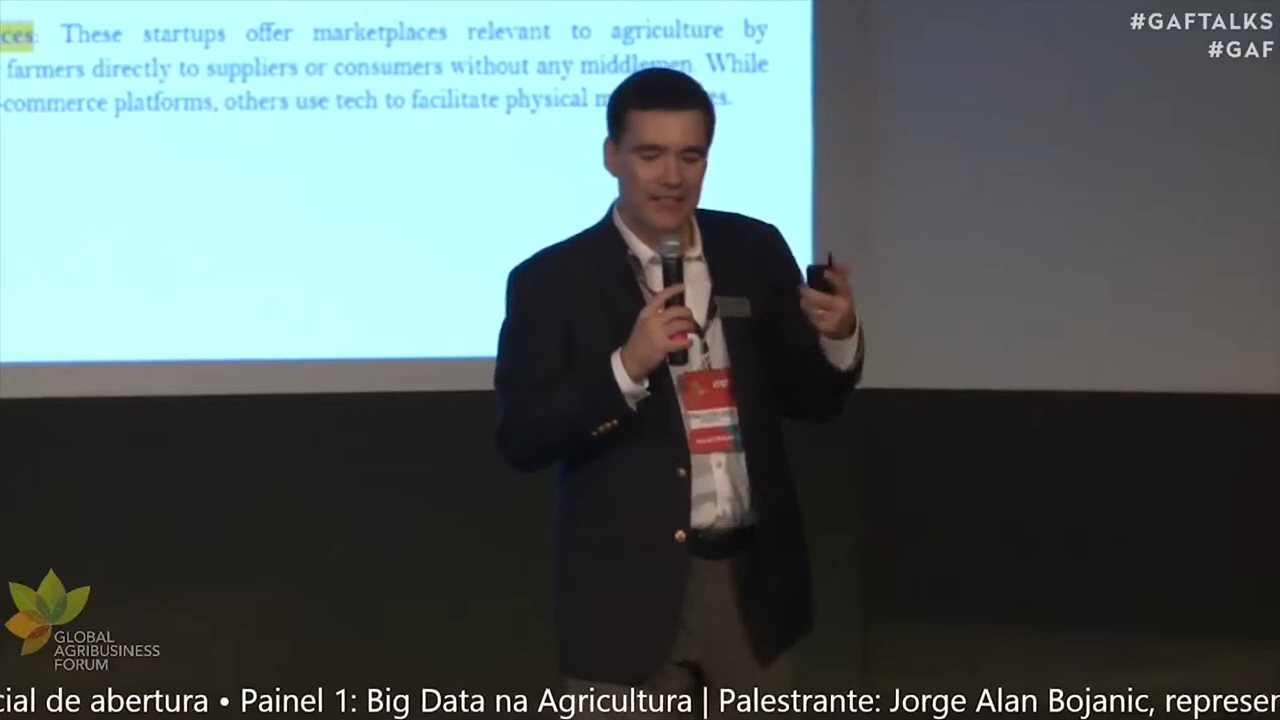 #GAFTALKS
#GAF
ces: These startups offer marketplaces relevant to agriculture by
farmers directly to suppliers or consumers without any middlemen. While
-commerce platforms, others use tech to facilitate physical
GLOBAL
AGRIBUSINESS
FORUM
cial de abertura • Painel 1: Big Data na Agricultura | Palestrante: Jorge Alan Bojanic, represen